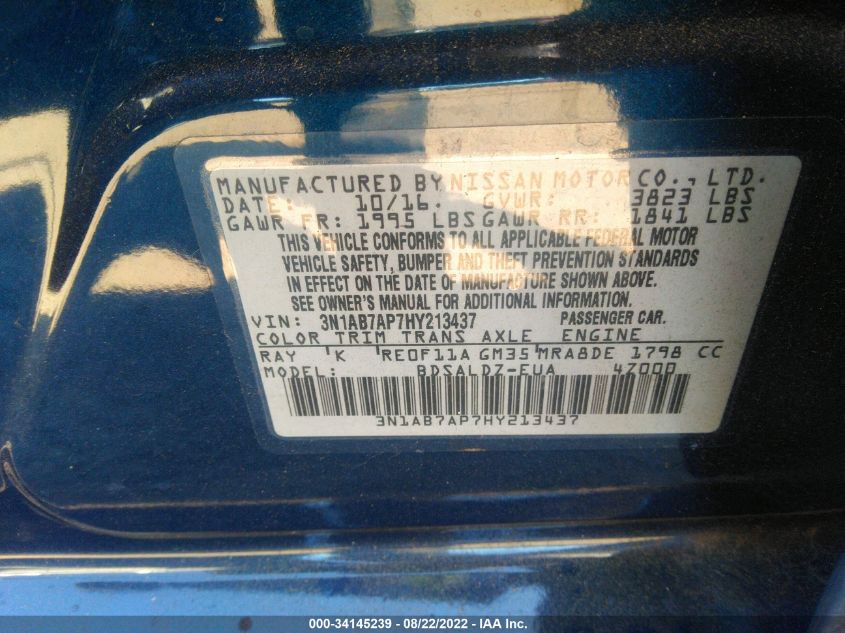 MANUFACTURED BY NISSAN MOTOR CO., LTD.
DATE: 10/16. GVWR: 3823 LBS
GAWR FR: 1995 LBS GAWR RR: 1841 LBS
THIS VEHICLE CONFORMS TO ALL APPLICABLE FEDERAL MOTOR
VEHICLE SAFETY, BUMPER AND THEFT PREVENTION STANDARDS
IN EFFECT ON THE DATE OF MANUFACTURE SHOWN ABOVE.
SEE OWNER'S MANUAL FOR ADDITIONAL INFORMATION.
VIN: 3N1AB7AP7HY213437 PASSENGER CAR.
COLOR TRIM TRANS AXLE ENGINE
RAY K RE0F11A GM35 MRA8DE 1798 CC
MODEL: BDSALDZ-EUA 4Z000
3N1AB7AP7HY213437
000-34145239 - 08/22/2022 - IAA Inc.